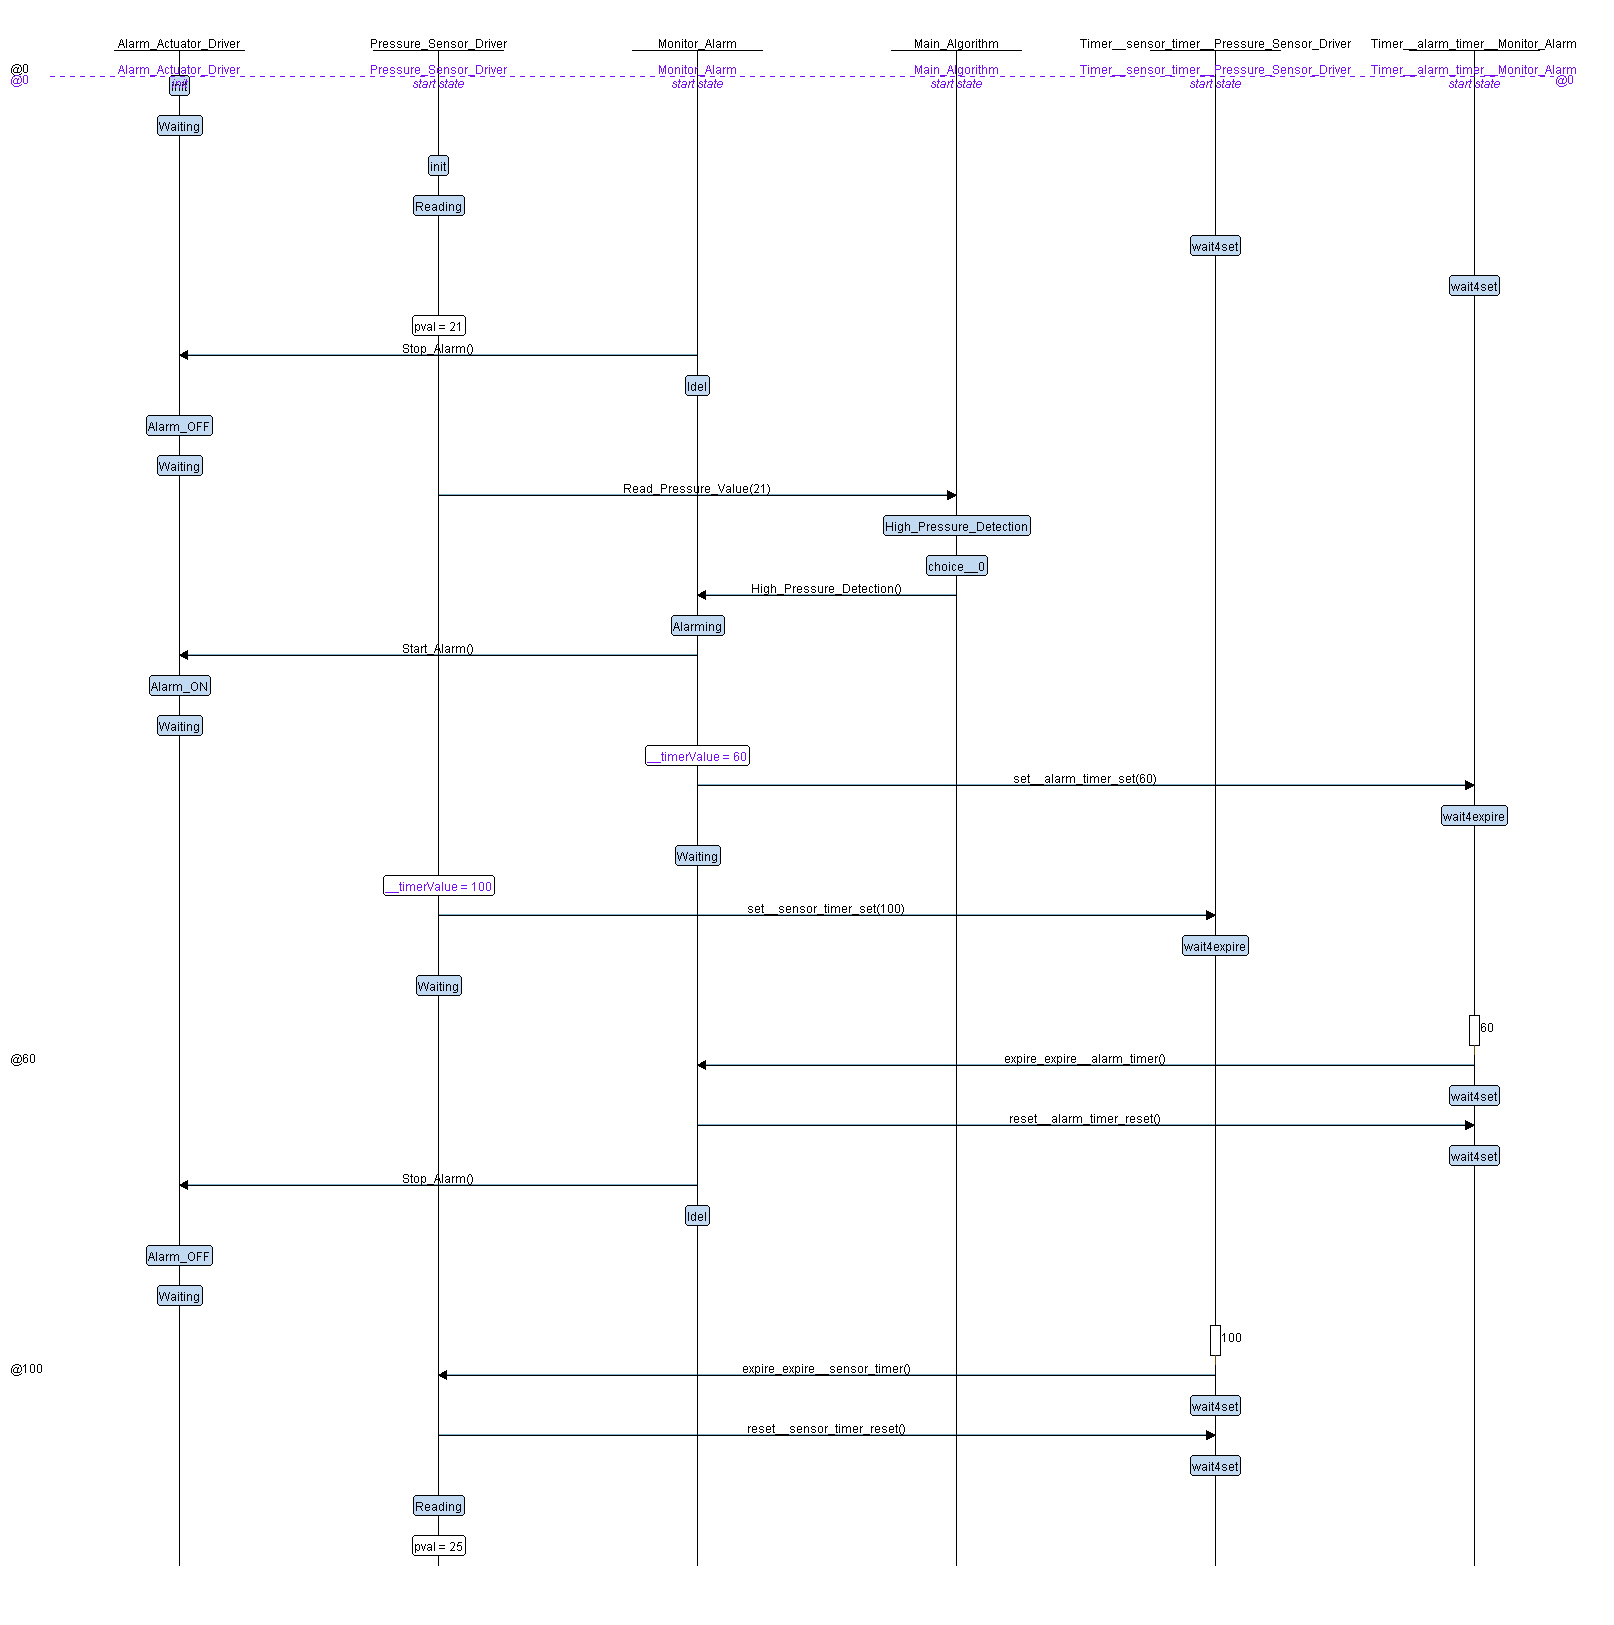 Alarm_Actuator_Driver Pressure_Sensor_Driver Monitor_Alarm Main_Algorithm Timer__sensor_timer__Pressure_Sensor_Driver Timer__alarm_timer__Monitor_Alarm
@0 Alarm_Actuator_Driver Pressure_Sensor_Driver Monitor_Alarm Main_Algorithm Timer__sensor_timer__Pressure_Sensor_Driver Timer__alarm_timer__Monitor_Alarm
@0 start state start state start state start state start state @0
init
Waiting
init
Reading
wait4set
wait4set
pval = 21
Stop_Alarm()
Idel
Alarm_OFF
Waiting
Read_Pressure_Value(21)
High_Pressure_Detection
choice__0
High_Pressure_Detection()
Alarming
Start_Alarm()
Alarm_ON
Waiting
__timerValue = 60
set__alarm_timer_set(60)
wait4expire
Waiting
__timerValue = 100
set__sensor_timer_set(100)
wait4expire
Waiting
60
@60 expire_expire__alarm_timer()
wait4set
reset__alarm_timer_reset()
wait4set
Stop_Alarm()
Idel
Alarm_OFF
Waiting
100
@100 expire_expire__sensor_timer()
wait4set
reset__sensor_timer_reset()
wait4set
Reading
pval = 25